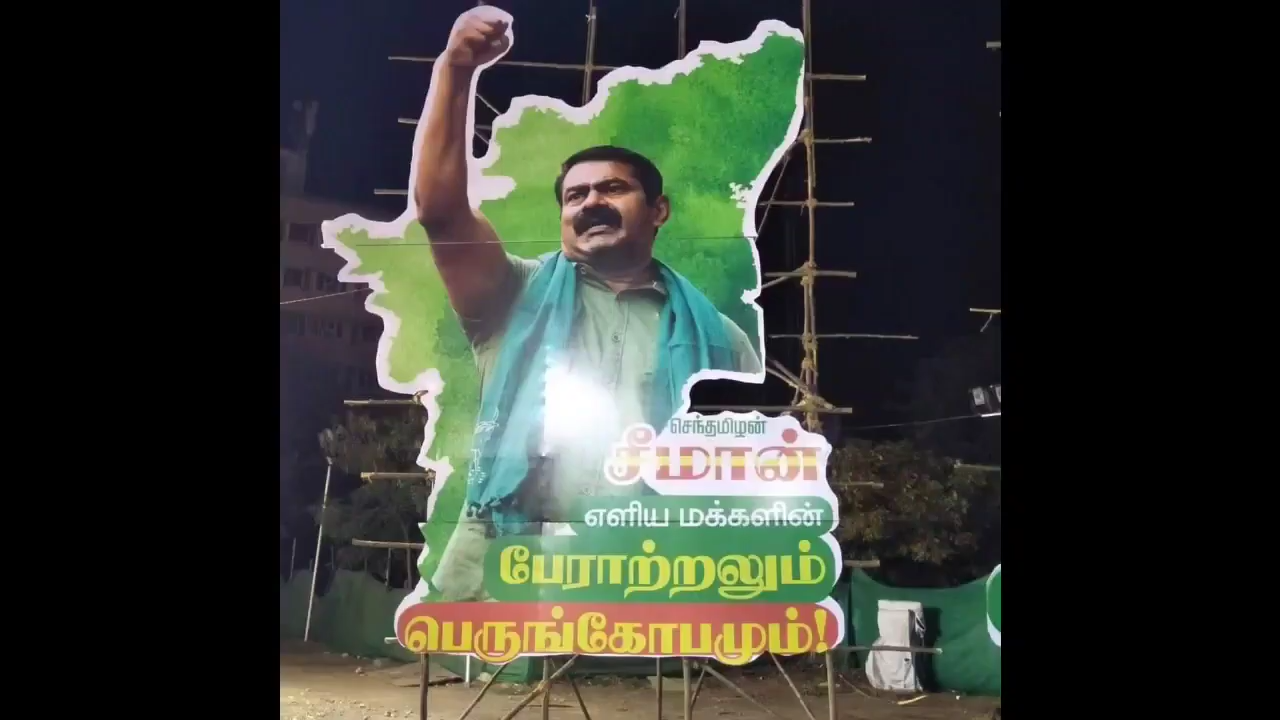 செந்தமிழன்
சீமான்
எளிய மக்களின்
பேராற்றலும்
பெருங்கோபமும்!